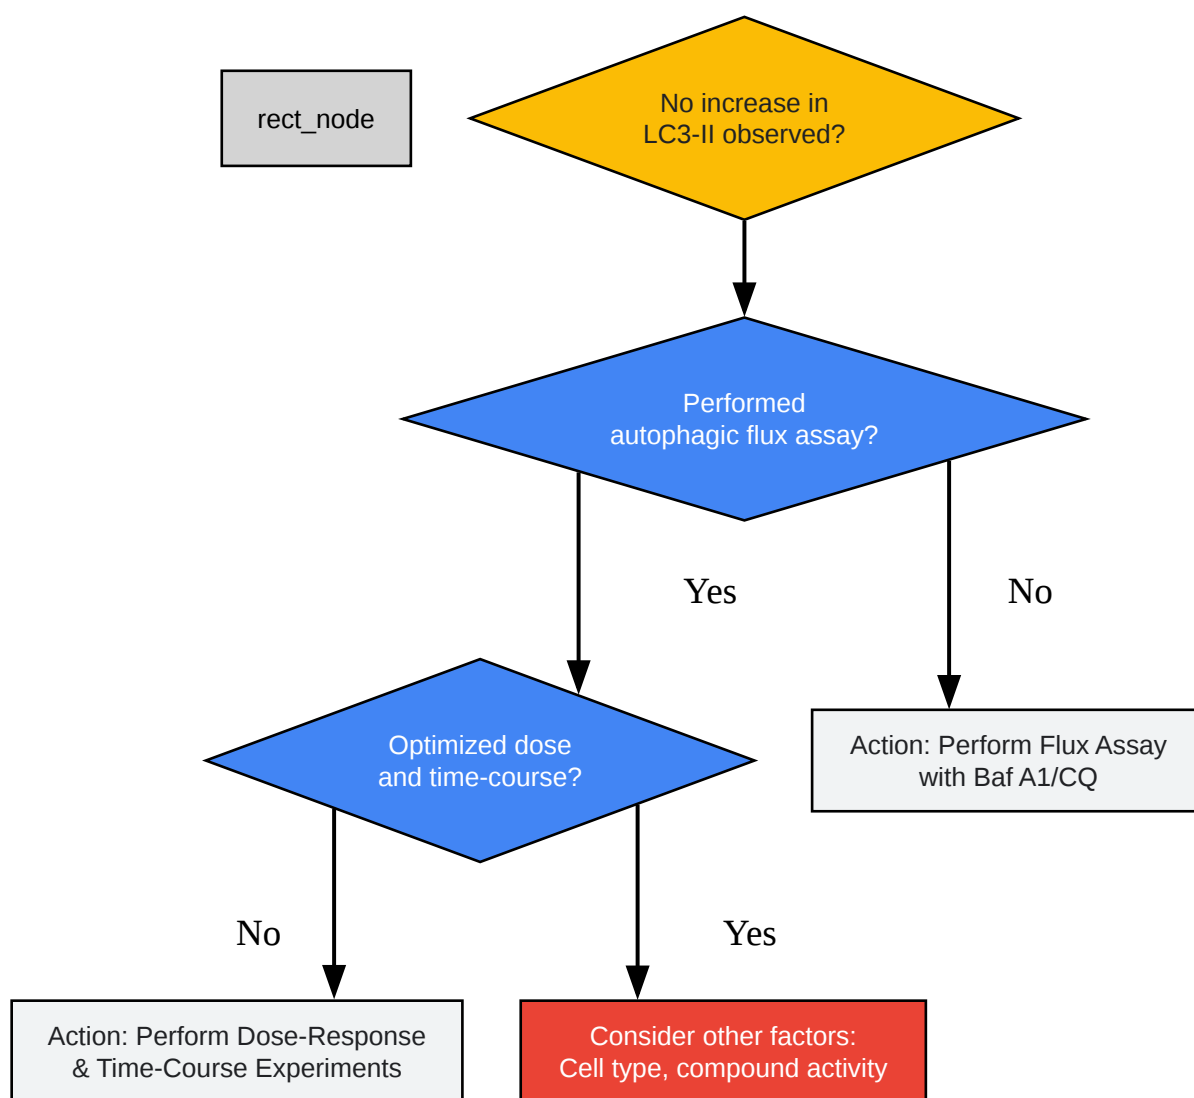 rect_node
No increase in
LC3-II observed?
Performed
autophagic flux assay?
Yes
No
Optimized dose
and time-course?
Action: Perform Flux Assay
with Baf A1/CQ
No
Yes
Action: Perform Dose-Response
& Time-Course Experiments
Consider other factors:
Cell type, compound activity